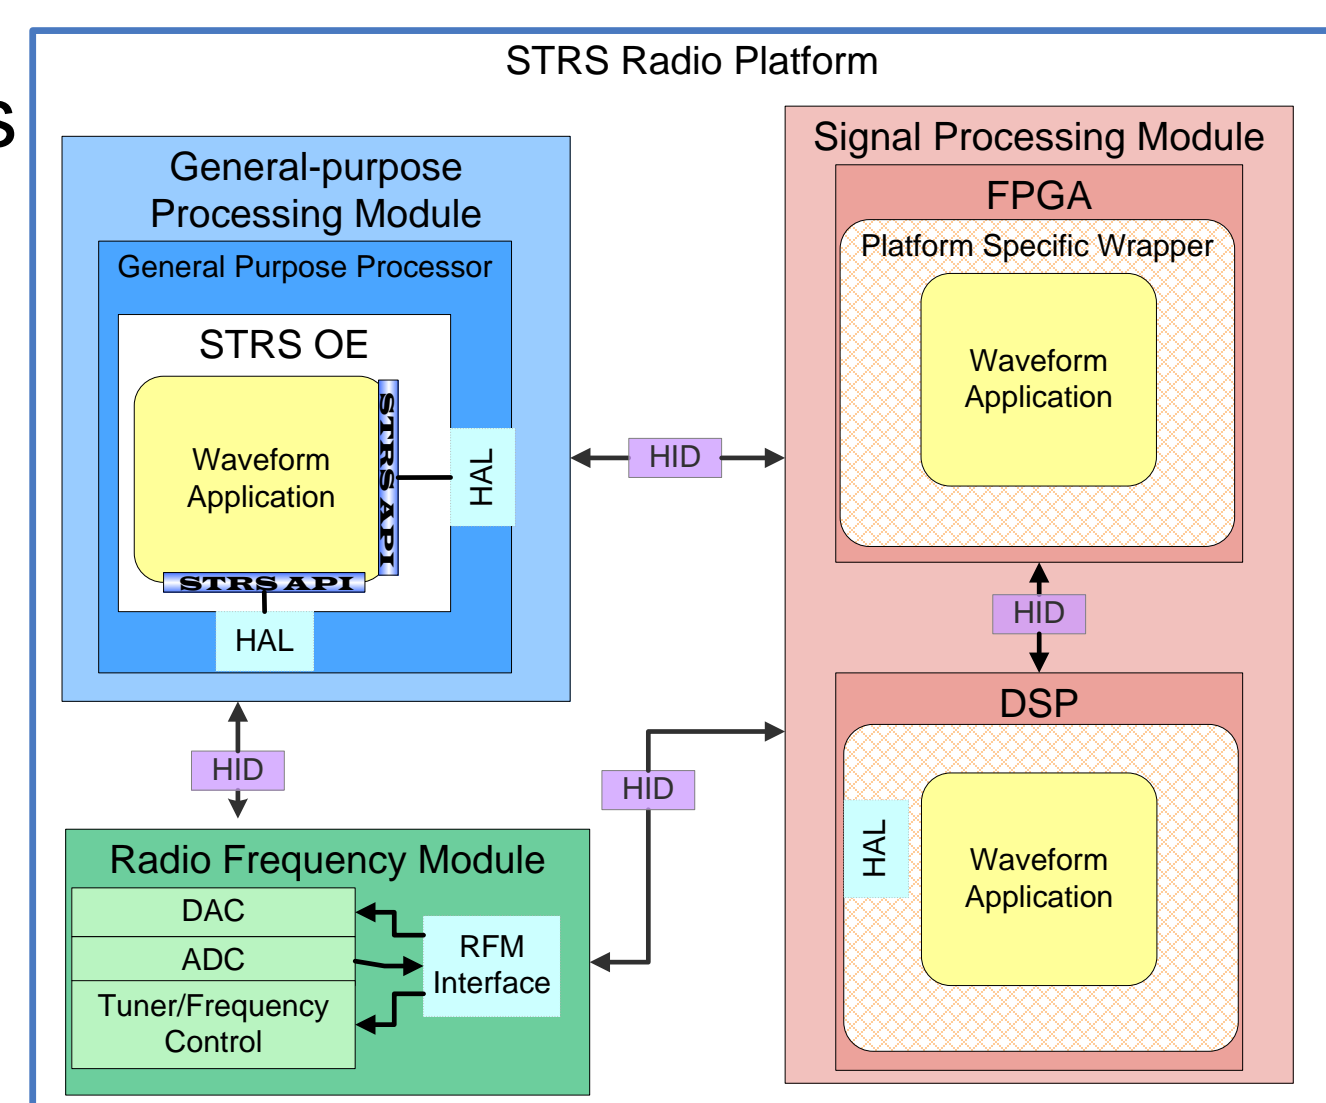 STRS Radio Platform
s
General-purpose
Processing Module
General Purpose Processor
STRS OE
Waveform
Application
STRS API
HAL
STRS API
HAL
HID
Signal Processing Module
FPGA
Platform Specific Wrapper
Waveform
Application
HID
DSP
HAL
Waveform
Application
HID
HID
Radio Frequency Module
DAC
ADC
Tuner/Frequency
Control
RFM
Interface